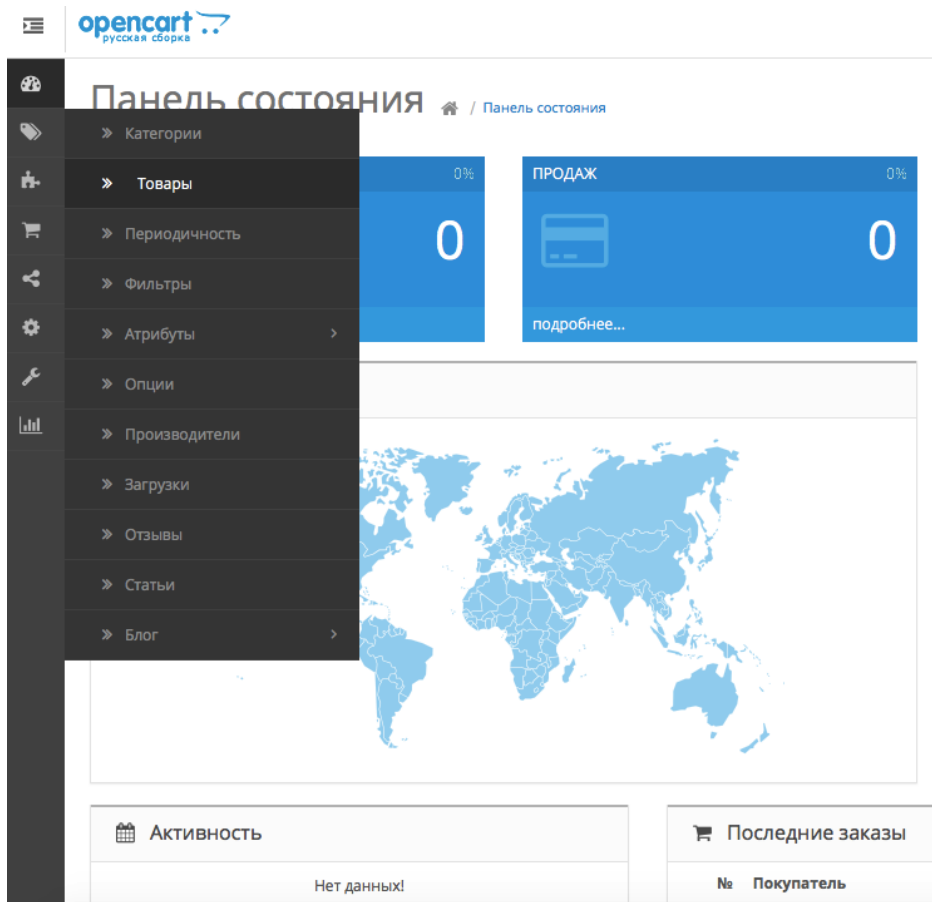 opencart
русская сборка
Панель состояния / Панель состояния
Категории
Товары
Периодичность
Фильтры
Атрибуты
Опции
Производители
Загрузки
Отзывы
Статьи
Блог
0%
0
ПРОДАЖ 0%
0
подробнее...
Активность
Нет данных!
Последние заказы
№ Покупатель